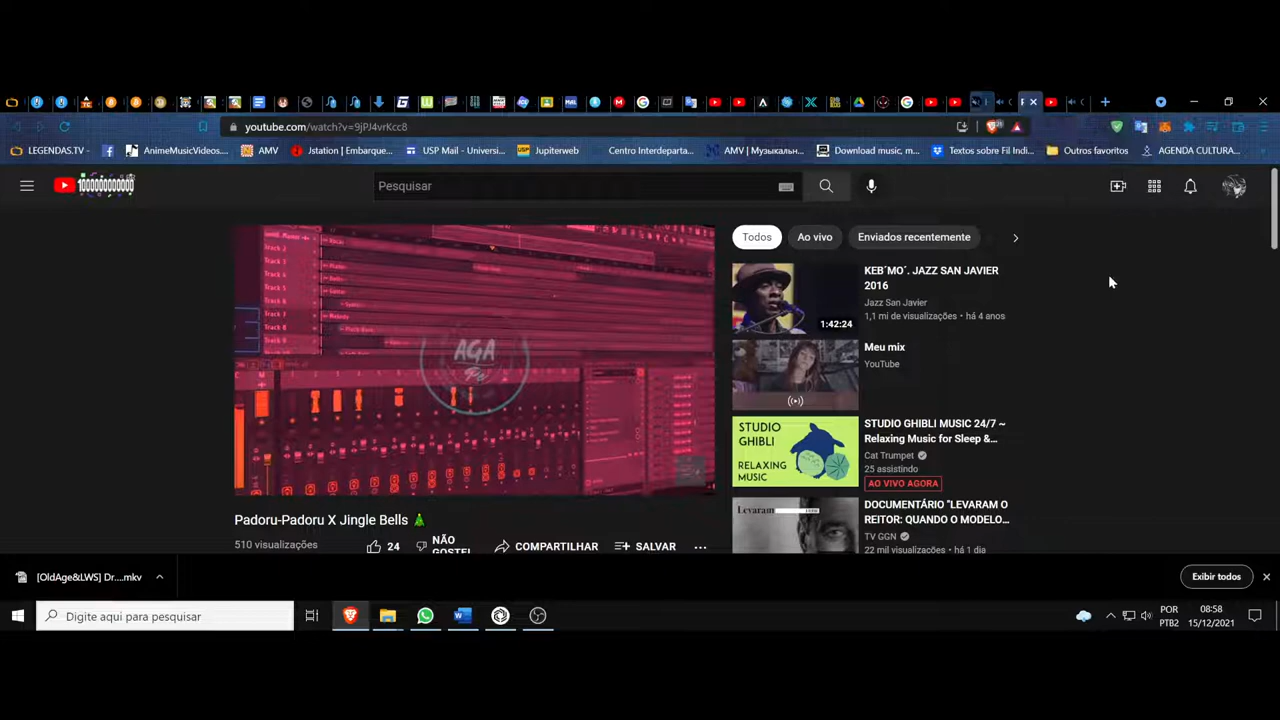 youtube.com/watch?v=9jPJ4vrKcc8
LEGENDAS.TV - AnimeMusicVideos... AMV Jstation | Embarque... USP Mail - Universi... Jupiterweb Centro Interdeparta... AMV | Музыкальн... Download music, m... Textos sobre Fil Indi... Outros favoritos AGENDA CULTURA...
100000000000
Pesquisar
Todos Ao vivo Enviados recentemente
KEB´MO´. JAZZ SAN JAVIER
2016
Jazz San Javier
1,1 mi de visualizações • há 4 anos
1:42:24
Meu mix
YouTube
STUDIO
GHIBLI
RELAXING
MUSIC
STUDIO GHIBLI MUSIC 24/7 ~
Relaxing Music for Sleep &...
Cat Trumpet
25 assistindo
AO VIVO AGORA
Levaram
DOCUMENTÁRIO "LEVARAM O
REITOR: QUANDO O MODELO...
TV GGN
22 mil visualizações • há 1 dia
AGA
Padoru-Padoru X Jingle Bells
510 visualizações
24
NÃO
GOSTEI
COMPARTILHAR
SALVAR
[OldAge&LWS] Dr....mkv
Exibir todos
Digite aqui para pesquisar
POR
PTB2
08:58
15/12/2021